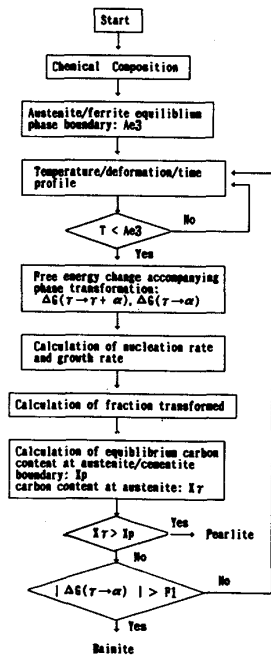 Start
Chemical Composition
Austenite/ferrite equiliblium
phase boundary: Ae3
Temperature/deformation/time
profile
No
T < Ae3
Yes
Free energy change accompanying
phase transformation:
ΔG(τ→τ+ α), ΔG(τ→α)
Calculation of nucleation rate
and growth rate
Calculation of fraction transformed
Calculation of equiblibrium carbon
content at austenite/cementite
boundary: Xp
carbon content at austenite: Xτ
Yes
Xτ> Xp
Pearlite
No
No
| ΔG(τ→α) | > P1
Yes
Bainite